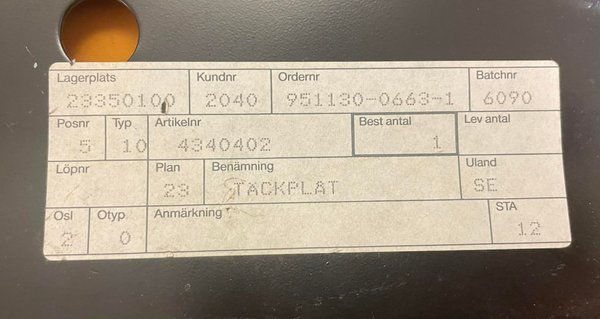 Lagerplats Kundnr Ordernr Batchnr
23350100 2040 951130-0663-1 6090
Posnr Typ Artikelnr Best antal Lev antal
5 10 4340402 1
Löpnr Plan Benämning Uland
23 TACKPLAT SE
Osl Otyp Anmärkning STA
2 0 12